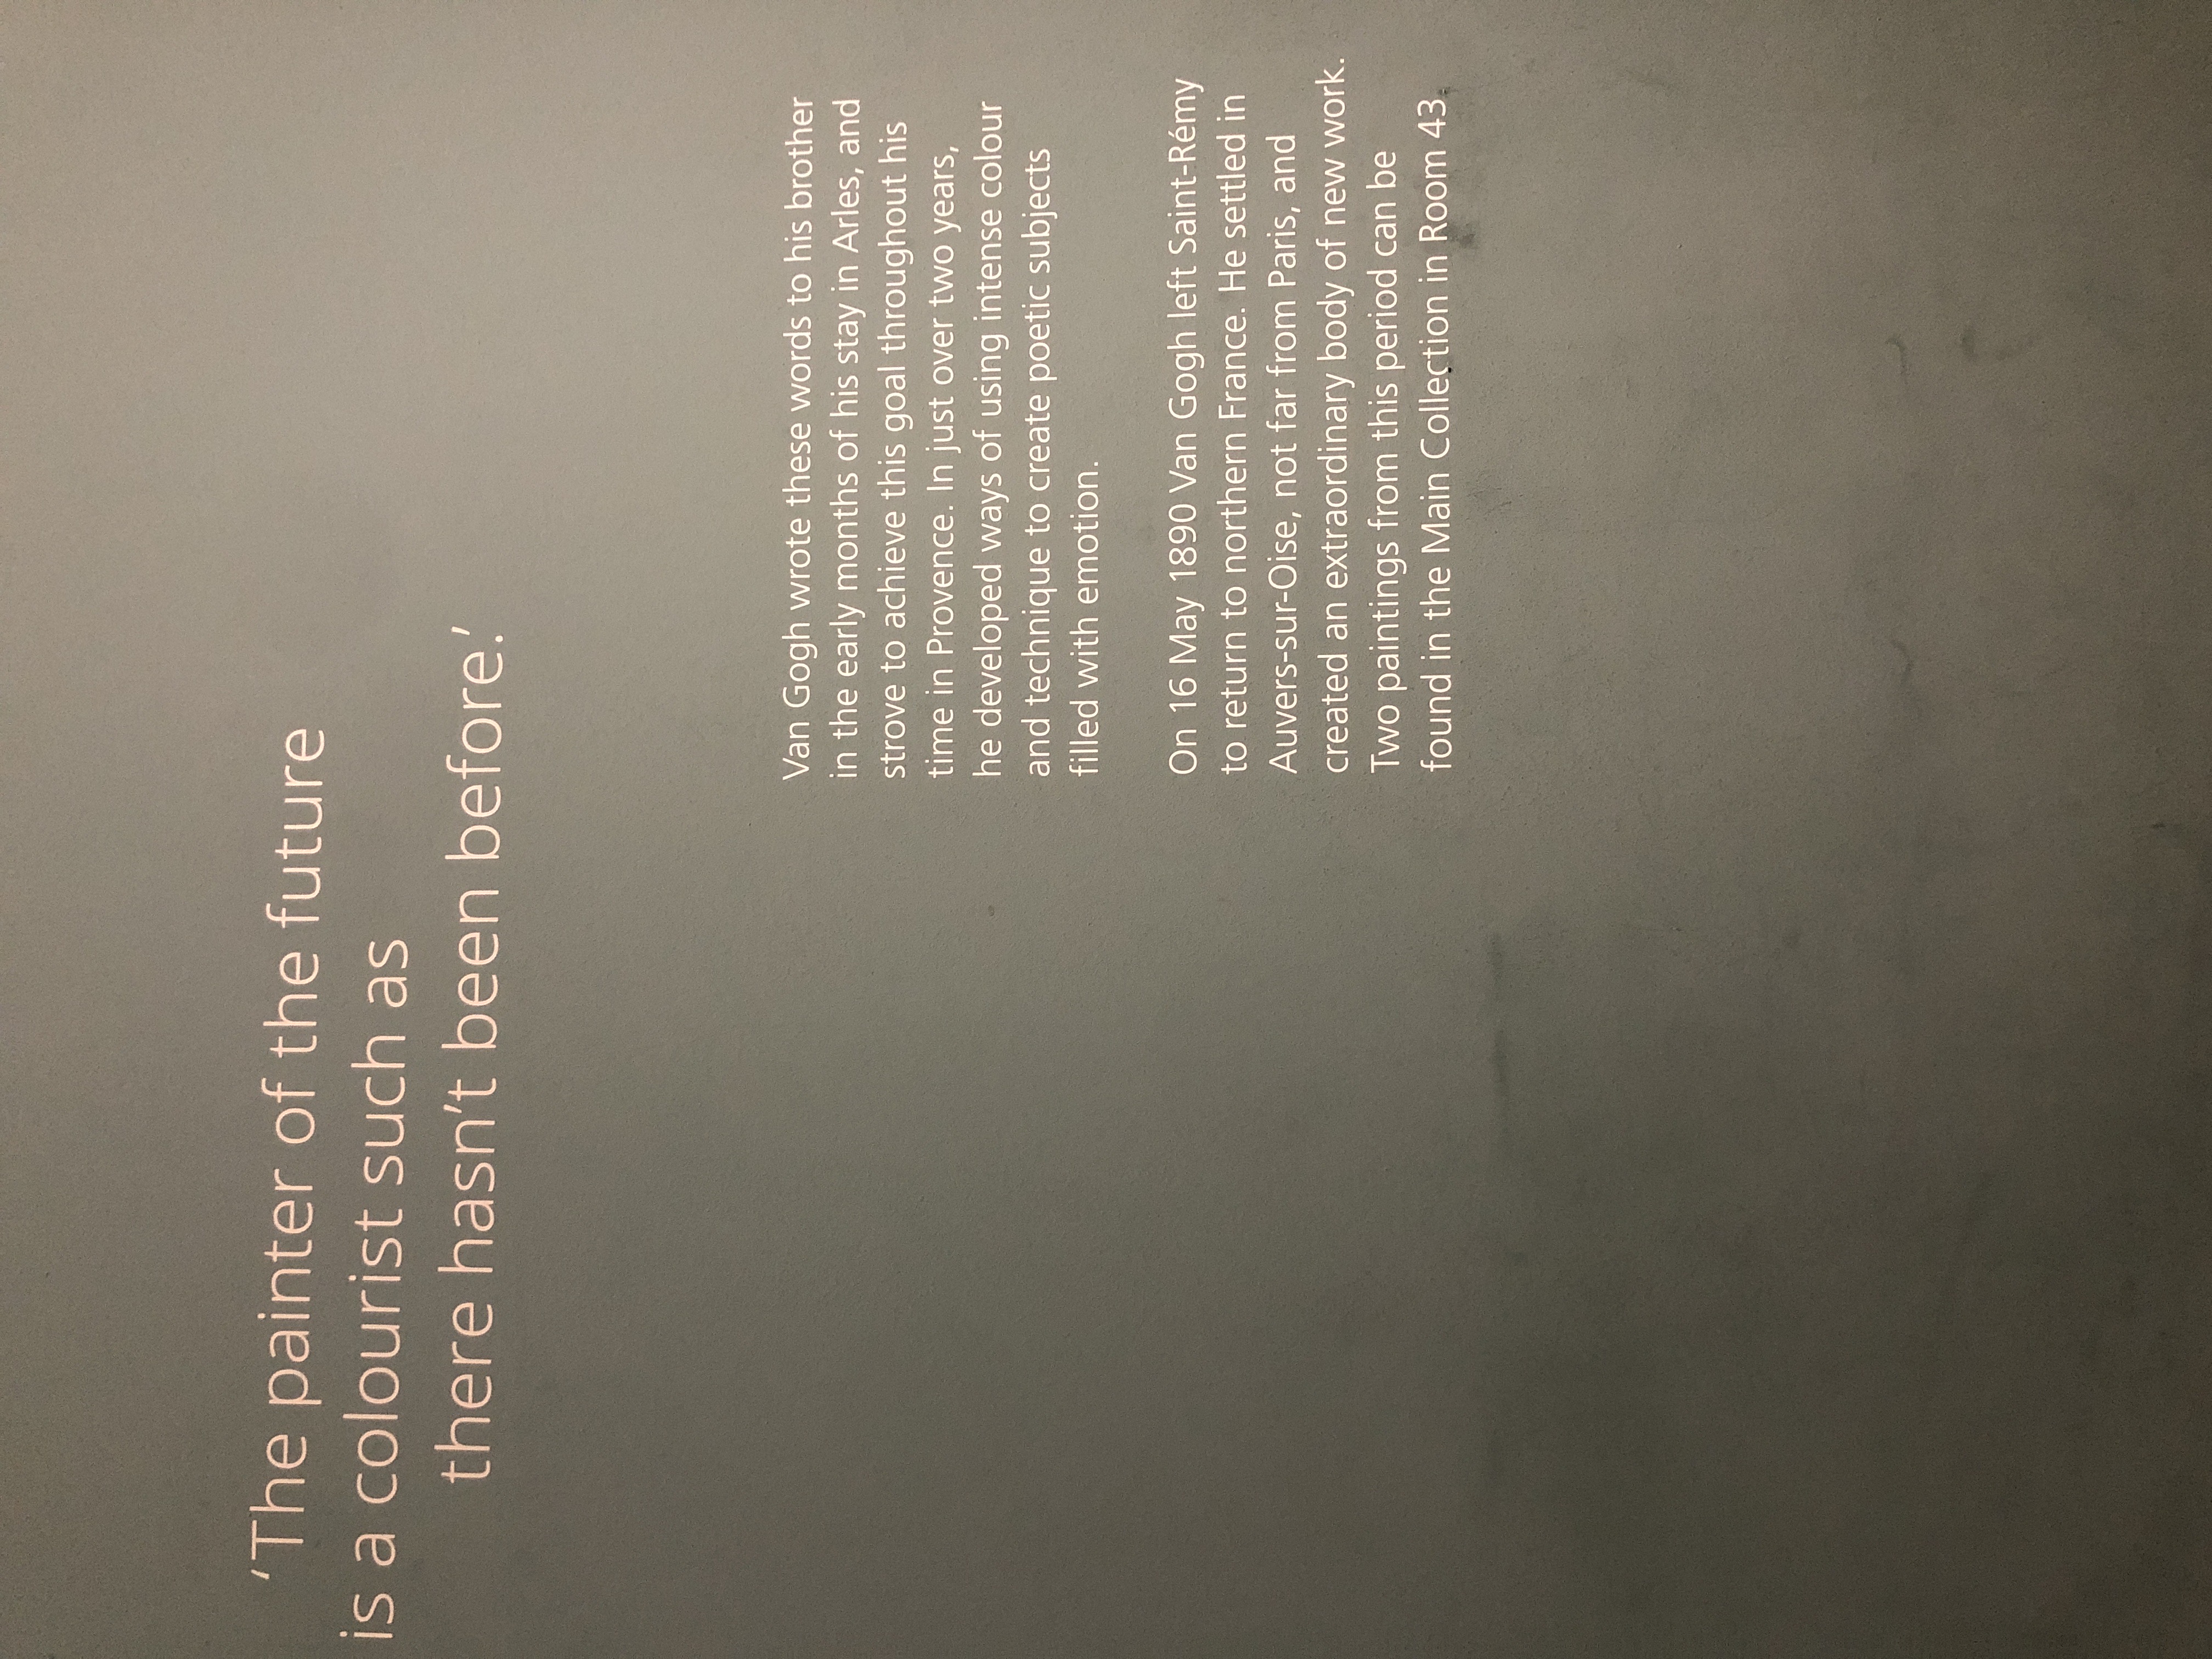 ‘The painter of the future
is a colourist such as
there hasn’t been before.’
Van Gogh wrote these words to his brother
in the early months of his stay in Arles, and
strove to achieve this goal throughout his
time in Provence. In just over two years,
he developed ways of using intense colour
and technique to create poetic subjects
filled with emotion.
On 16 May 1890 Van Gogh left Saint-Rémy
to return to northern France. He settled in
Auvers-sur-Oise, not far from Paris, and
created an extraordinary body of new work.
Two paintings from this period can be
found in the Main Collection in Room 43.